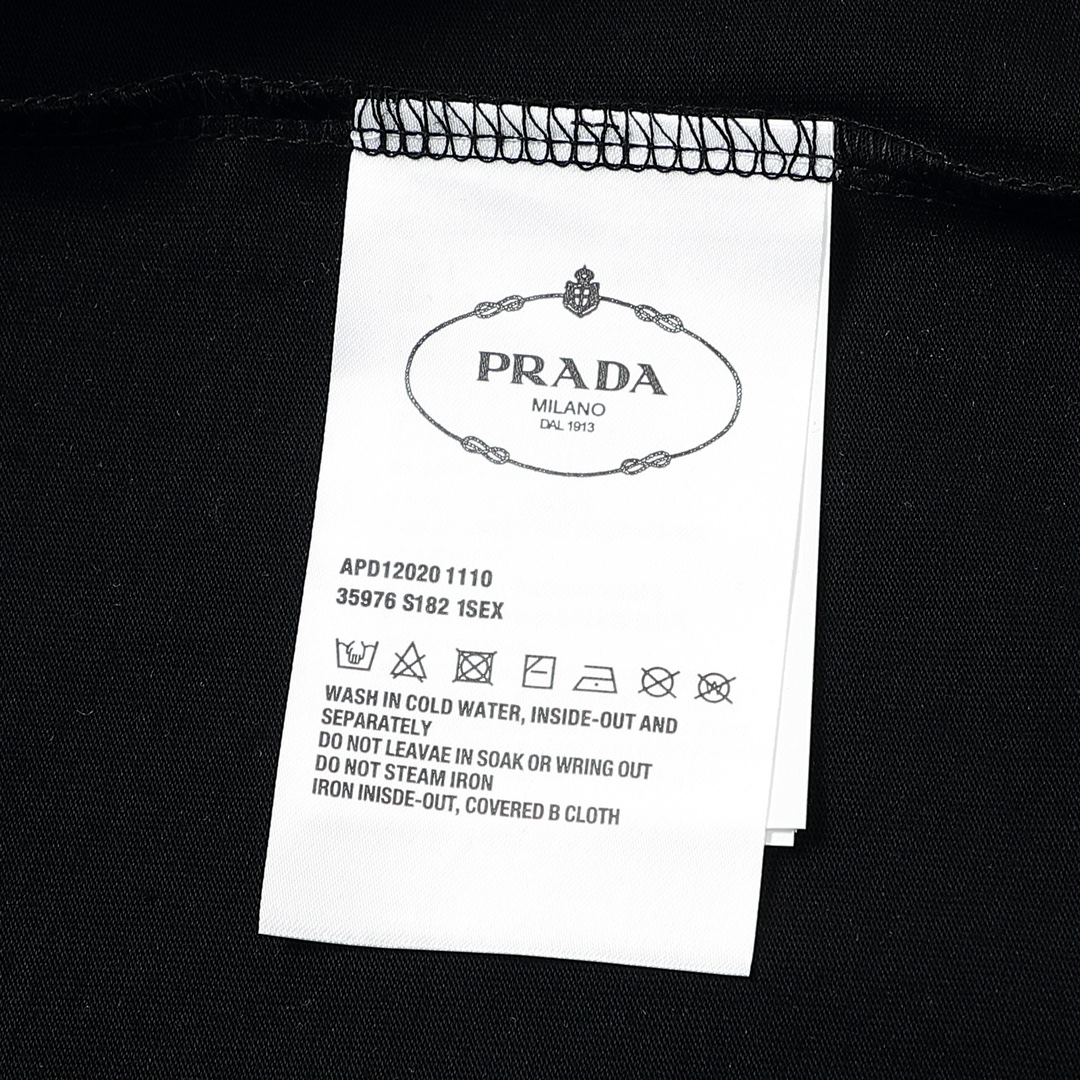 PRADA
MILANO
DAL 1913
APD12020 1110
35976 S182 1SEX
WASH IN COLD WATER, INSIDE-OUT AND
SEPARATELY
DO NOT LEAVAE IN SOAK OR WRING OUT
DO NOT STEAM IRON
IRON INISDE-OUT, COVERED B CLOTH